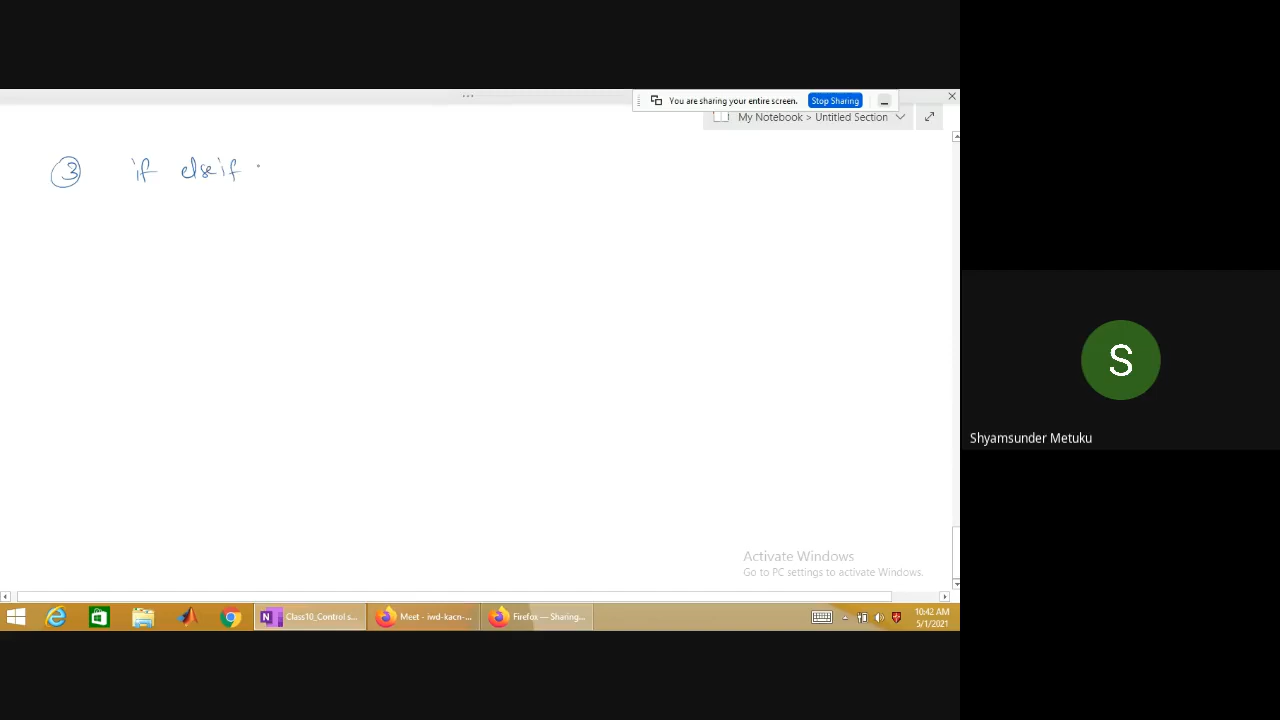 You are sharing your entire screen. Stop Sharing
My Notebook > Untitled Section
3 if elseif
S
Shyamsunder Metuku
Activate Windows
Go to PC settings to activate Windows.
N Class10_Control s... Meet - iwd-kacn-... Firefox — Sharing...
10:42 AM
5/1/2021